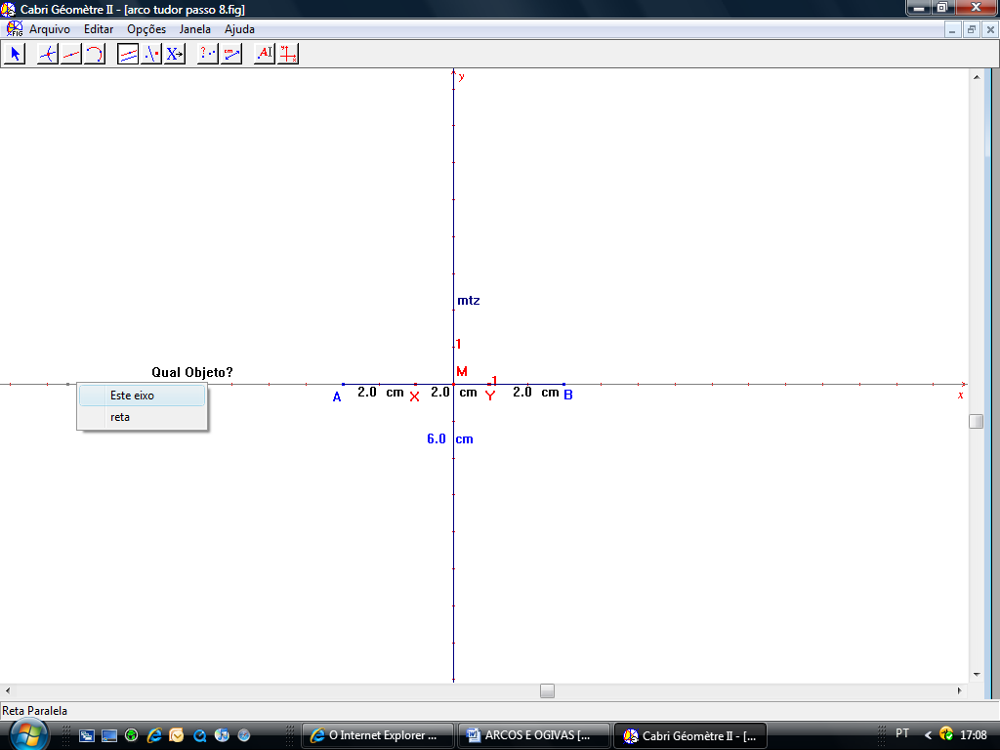 Cabri Géomètre II - [arco tudor passo 8.fig]
Arquivo Editar Opções Janela Ajuda
y
mtz
1
Qual Objeto?
M
1
A 2.0 cm X 2.0 cm Y 2.0 cm B x
Este eixo
reta
6.0 cm
Reta Paralela
O Internet Explorer ... ARCOS E OGIVAS [... Cabri Géomètre II - [... PT 17:08